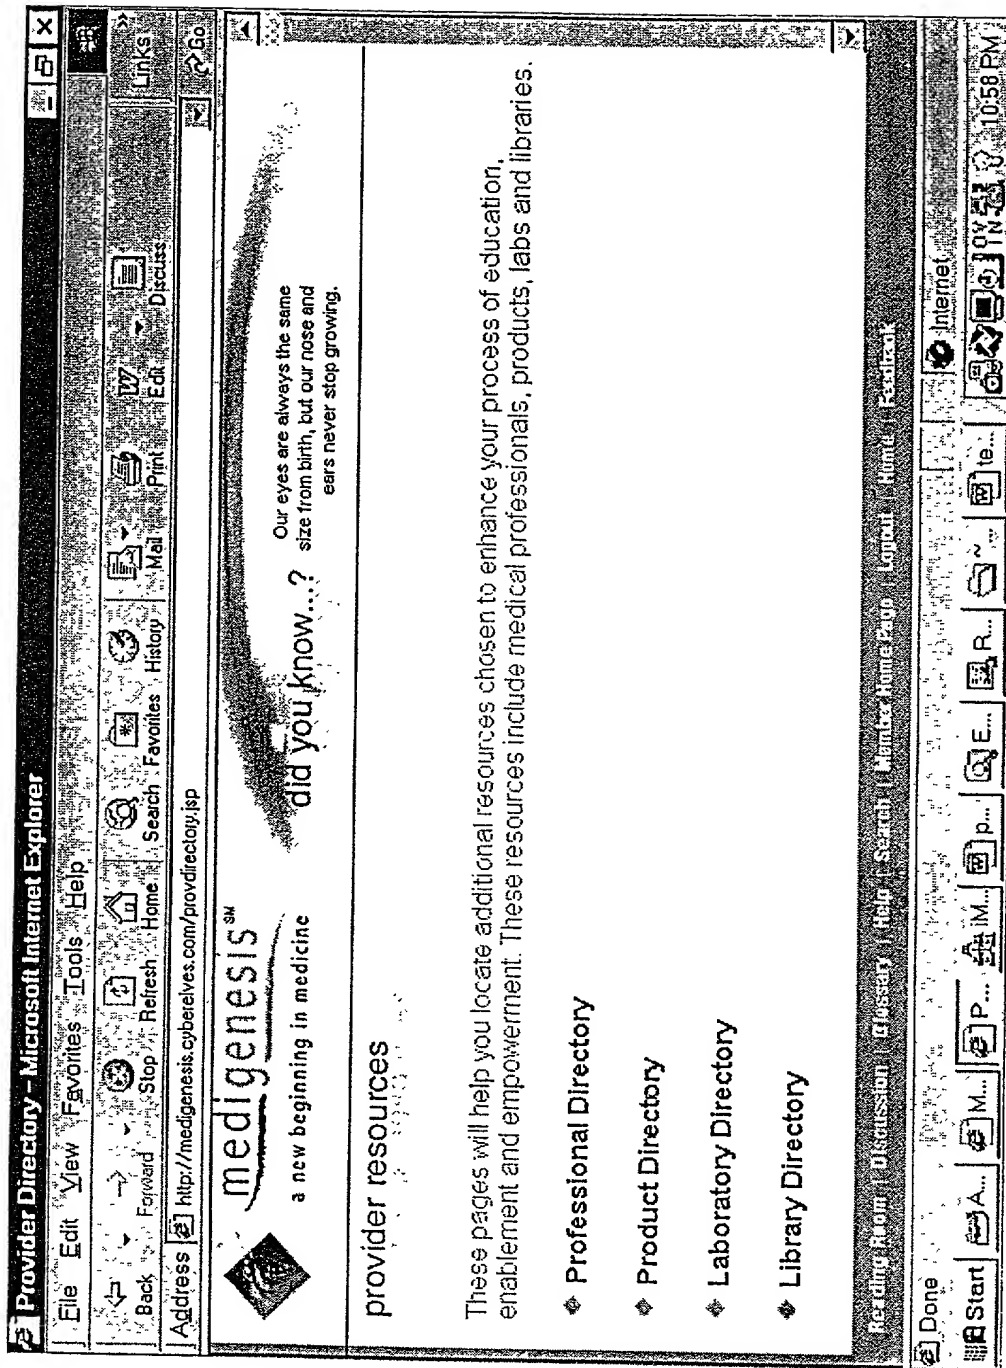 Provider Directory – Microsoft Internet Explorer
File Edit View Favorites Tools Help
Back Forward Stop Refresh Home Search Favorites History Mail Print Edit Discuss
Links »
Address http://medigenesis.cyberelves.com/provdirectory.jsp Go
medigenesis℠
a new beginning in medicine
did you know...?
Our eyes are always the same
size from birth, but our nose and
ears never stop growing.
provider resources
These pages will help you locate additional resources chosen to enhance your process of education,
enablement and empowerment. These resources include medical professionals, products, labs and libraries.
Professional Directory
Product Directory
Laboratory Directory
Library Directory
Reading Room | Discussion | Glossary | Help | Search | Member Home Page | Logout | Home | Feedback
Done Internet
Start A... M... P... iM... p... E... R... ~... te... 10:58 PM